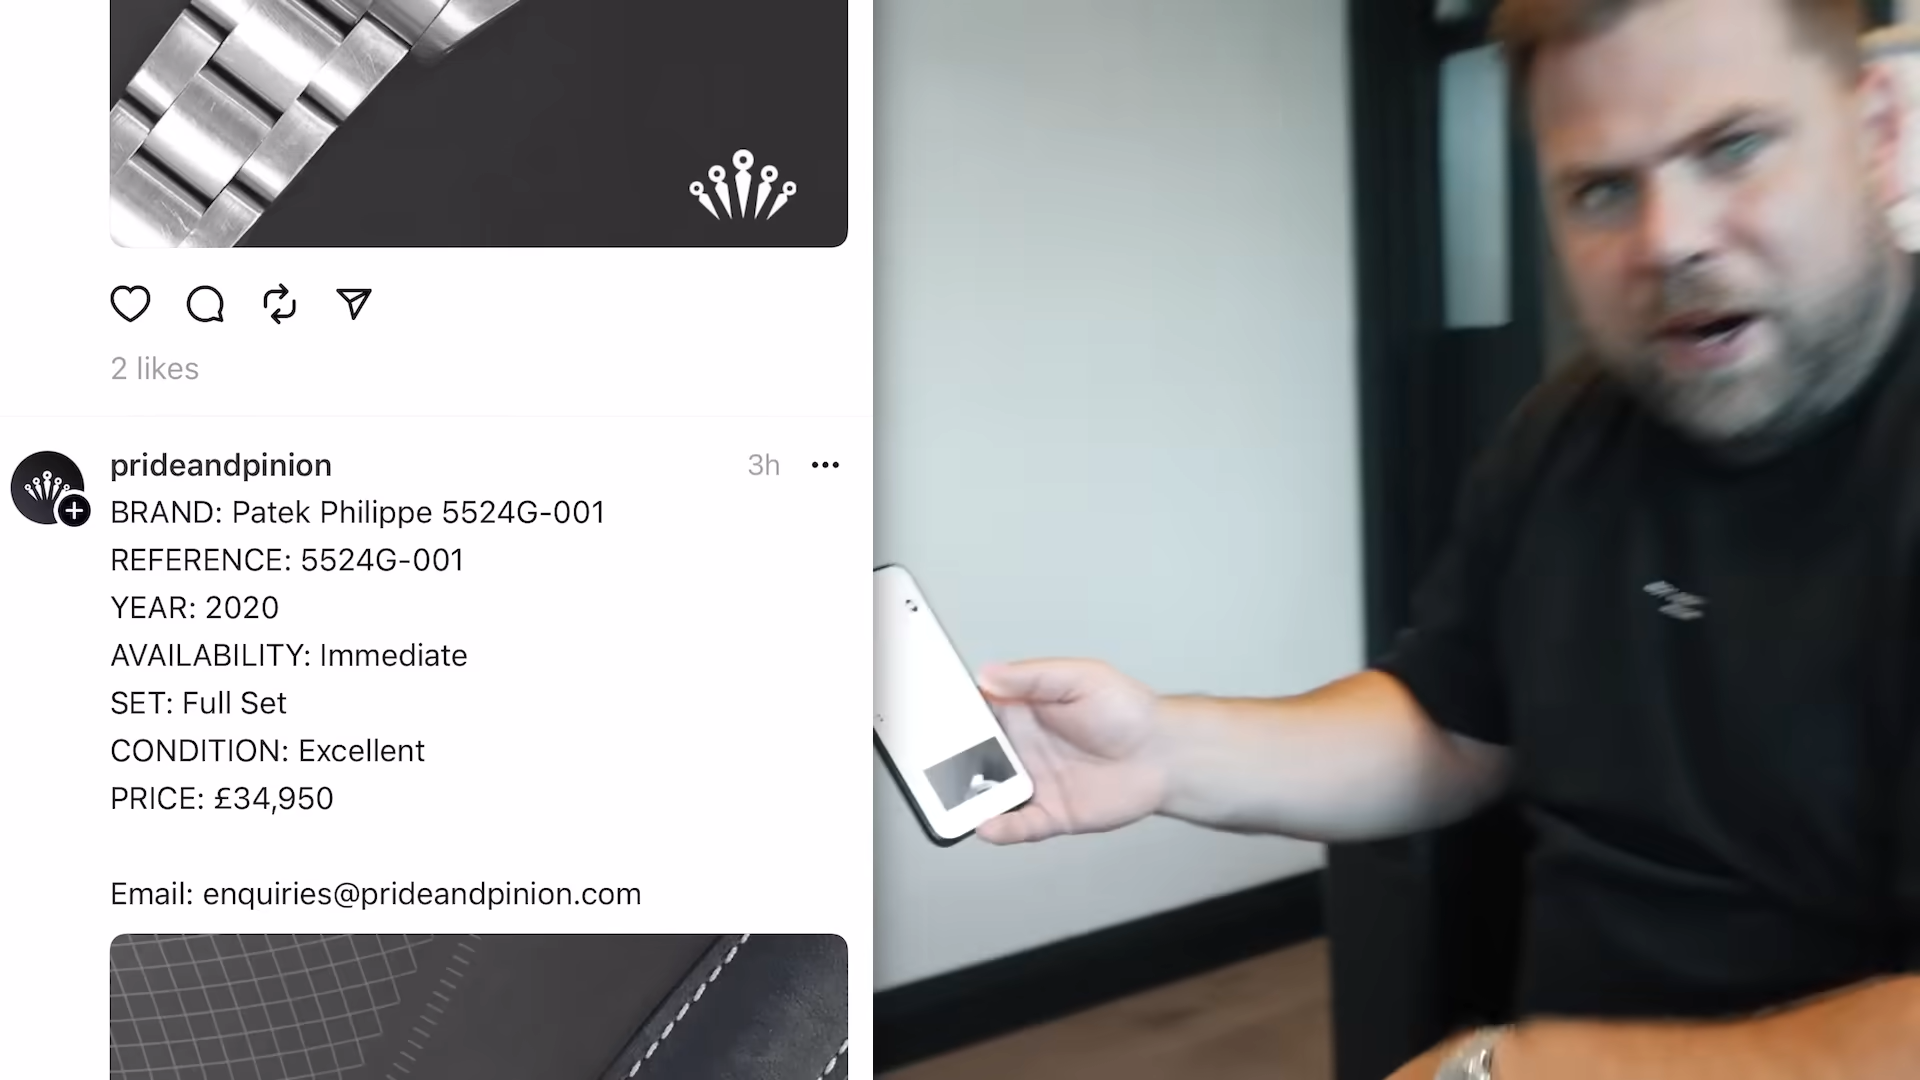 2 likes
prideandpinion 3h
BRAND: Patek Philippe 5524G-001
REFERENCE: 5524G-001
YEAR: 2020
AVAILABILITY: Immediate
SET: Full Set
CONDITION: Excellent
PRICE: £34,950
Email: enquiries@prideandpinion.com